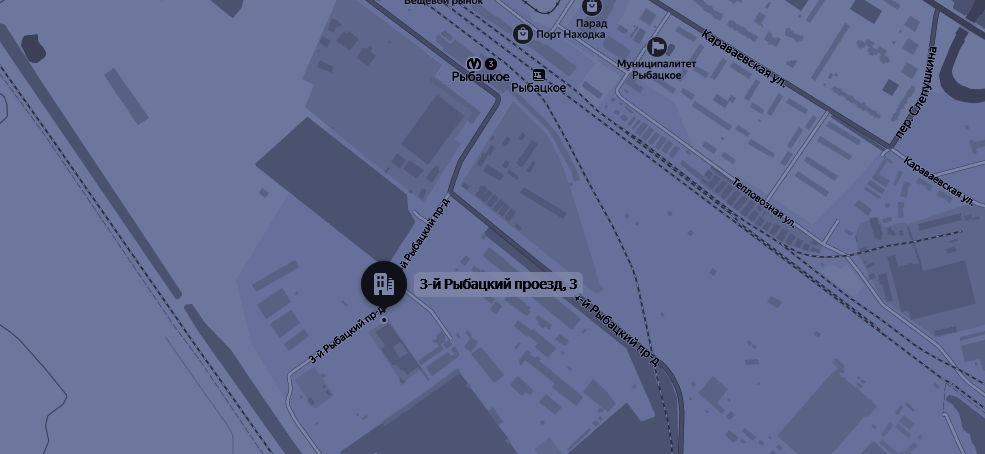 Вещевой рынок
Парад
Порт Находка
Караваевская ул.
Муниципалитет
Рыбацкое
3
Рыбацкое
Рыбацкое
пер. Слепушкина
Караваевская ул.
Тепловозная ул.
й Рыбацкий пр-д
3-й Рыбацкий проезд, 3
-й Рыбацкий пр-д
3-й Рыбацкий пр-д